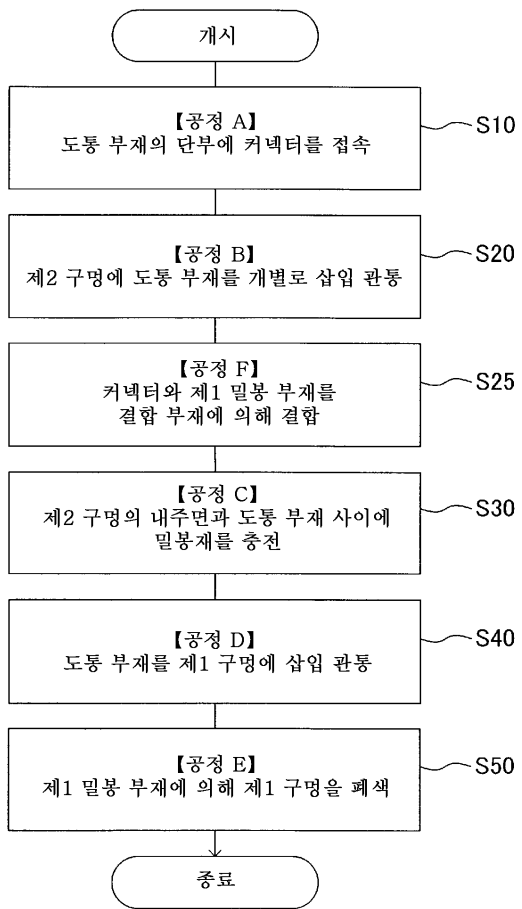 개시
【공정 A】
도통 부재의 단부에 커넥터를 접속
S10
【공정 B】
제2 구멍에 도통 부재를 개별로 삽입 관통
S20
【공정 F】
커넥터와 제1 밀봉 부재를
결합 부재에 의해 결합
S25
【공정 C】
제2 구멍의 내주면과 도통 부재 사이에
밀봉재를 충전
S30
【공정 D】
도통 부재를 제1 구멍에 삽입 관통
S40
【공정 E】
제1 밀봉 부재에 의해 제1 구멍을 폐색
S50
종료